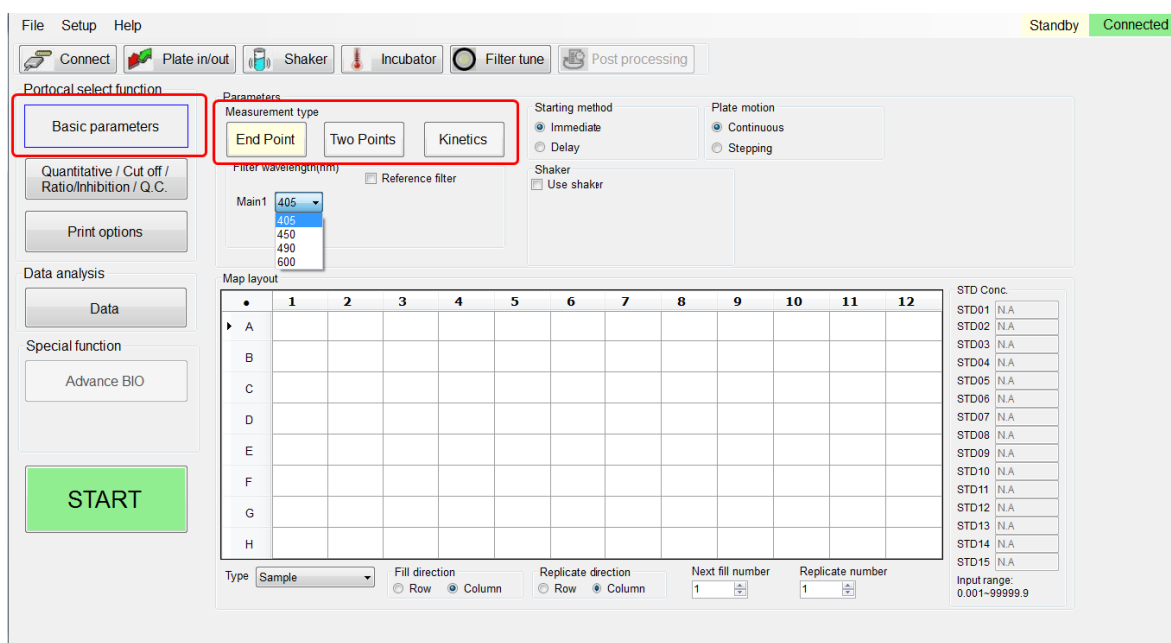 File Setup Help Standby Connected
Connect Plate in/out Shaker Incubator Filter tune Post processing
Portocal select function
Basic parameters
Quantitative / Cut off /
Ratio/Inhibition / Q.C.
Print options
Data analysis
Data
Special function
Advance BIO
START
Parameters
Measurement type
End Point Two Points Kinetics
Filter wavelength(nm)
Reference filter
Main1 405
405
450
490
600
Starting method
Immediate
Delay
Plate motion
Continuous
Stepping
Shaker
Use shaker
Map layout
1 2 3 4 5 6 7 8 9 10 11 12
A
B
C
D
E
F
G
H
Type Sample
Fill direction
Row Column
Replicate direction
Row Column
Next fill number
1
Replicate number
1
STD Conc.
STD01 N.A
STD02 N.A
STD03 N.A
STD04 N.A
STD05 N.A
STD06 N.A
STD07 N.A
STD08 N.A
STD09 N.A
STD10 N.A
STD11 N.A
STD12 N.A
STD13 N.A
STD14 N.A
STD15 N.A
Input range:
0.001~99999.9